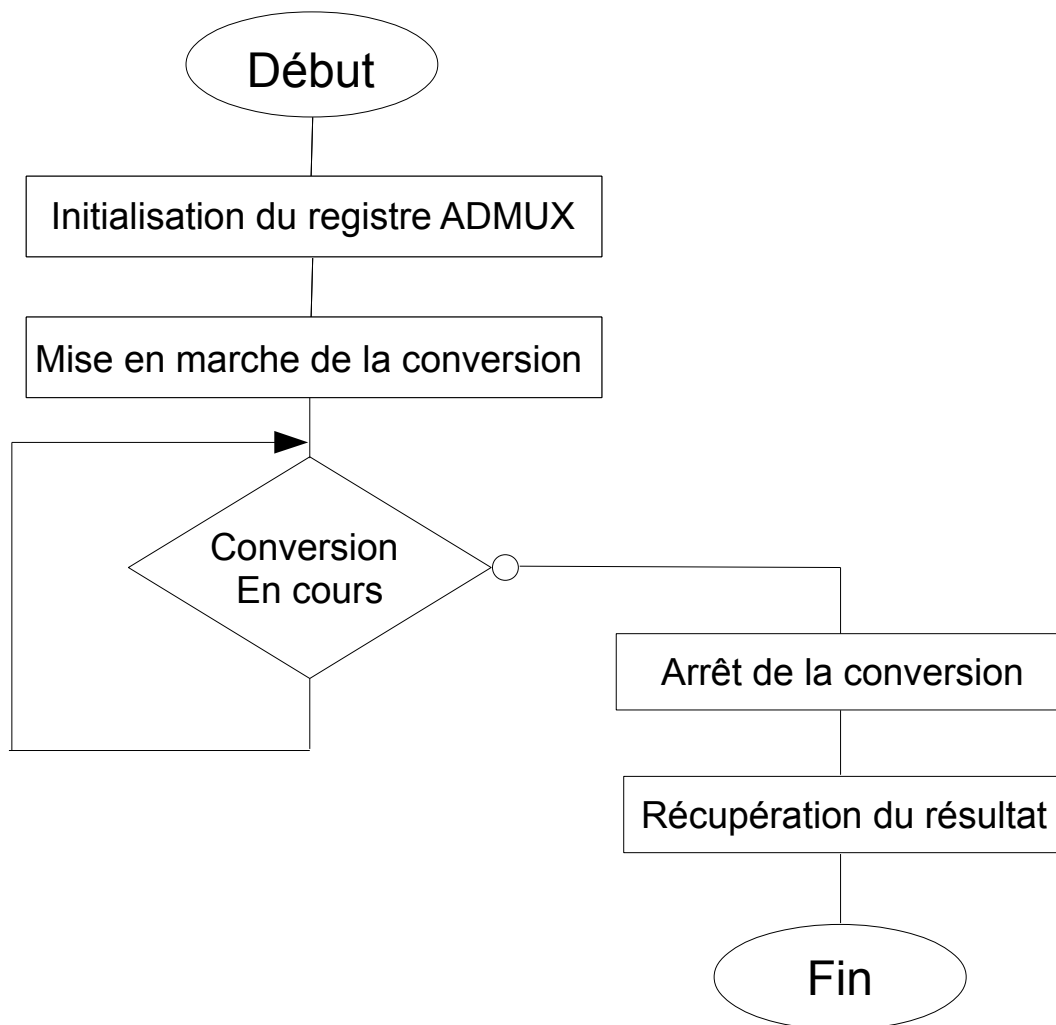 Début
Initialisation du registre ADMUX
Mise en marche de la conversion
Conversion
En cours
Arrêt de la conversion
Récupération du résultat
Fin